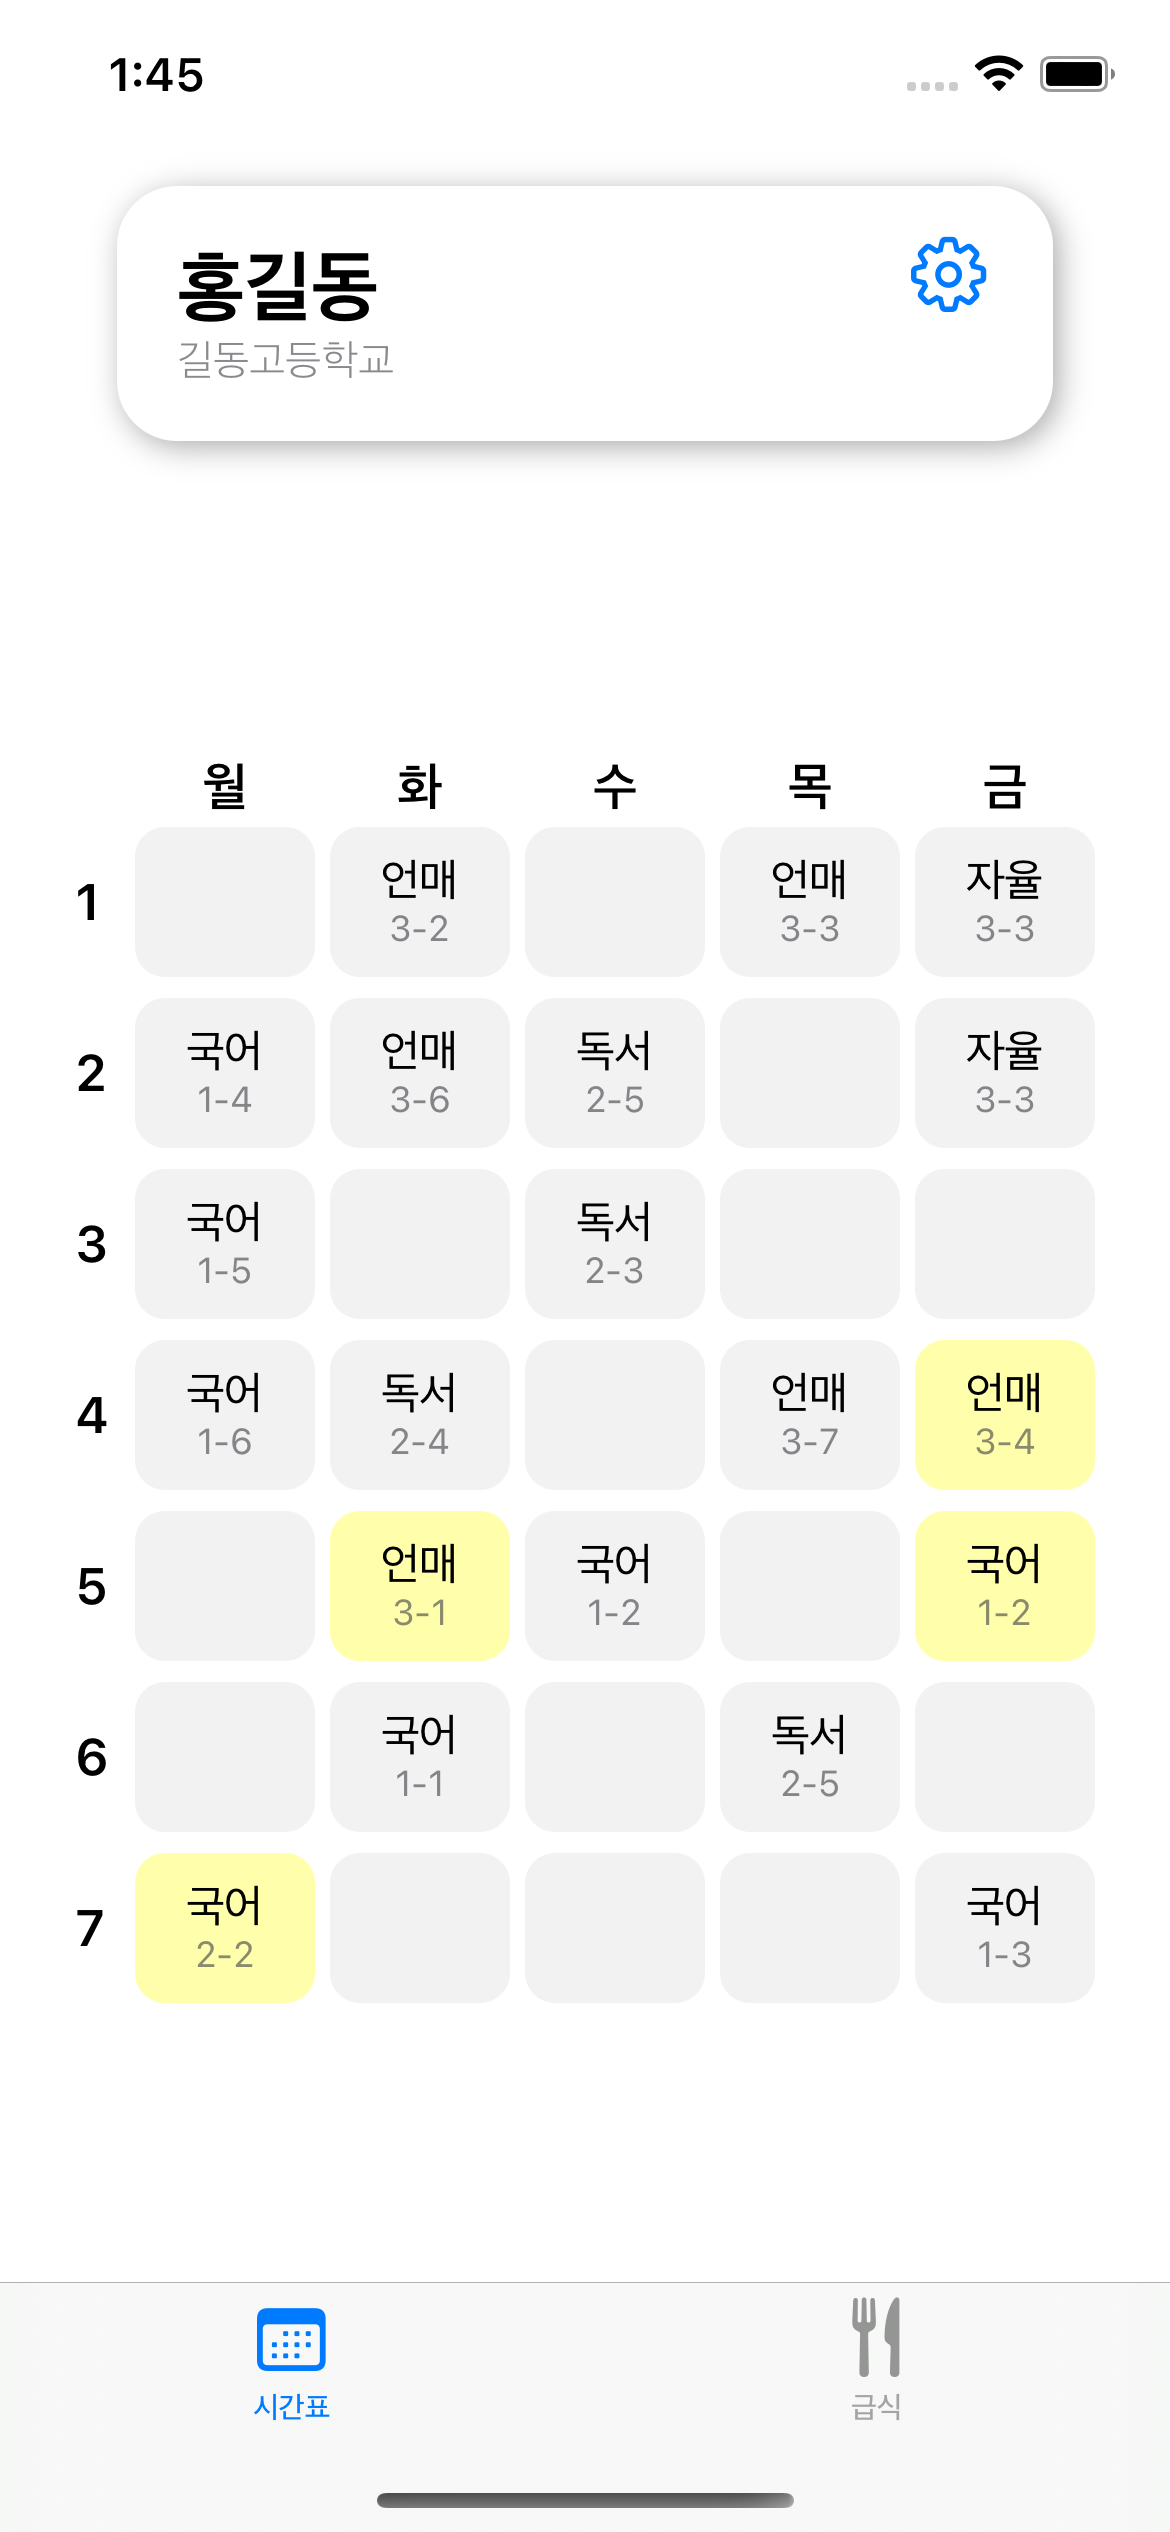 1:45
홍길동
길동고등학교
월 화 수 목 금
1 언매 언매 자율
3-2 3-3 3-3
2 국어 언매 독서 자율
1-4 3-6 2-5 3-3
3 국어 독서
1-5 2-3
4 국어 독서 언매 언매
1-6 2-4 3-7 3-4
5 언매 국어 국어
3-1 1-2 1-2
6 국어 독서
1-1 2-5
7 국어 국어
2-2 1-3
시간표 급식